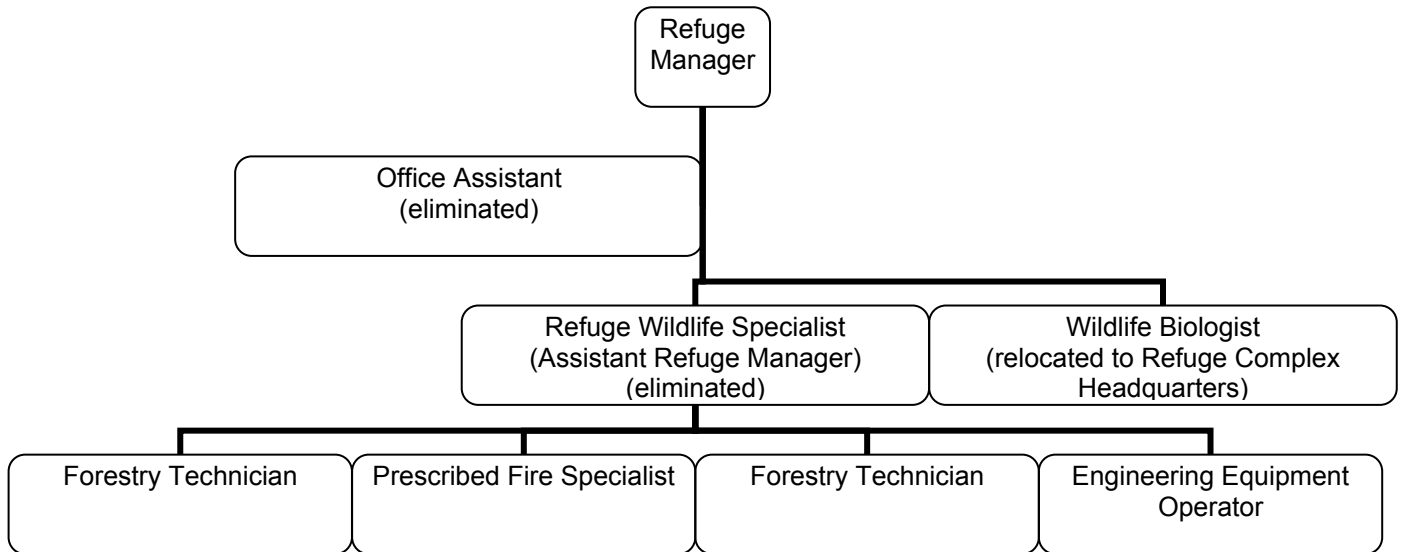 Refuge
Manager
Office Assistant
(eliminated)
Refuge Wildlife Specialist
(Assistant Refuge Manager)
(eliminated)
Wildlife Biologist
(relocated to Refuge Complex
Headquarters)
Forestry Technician
Prescribed Fire Specialist
Forestry Technician
Engineering Equipment
Operator